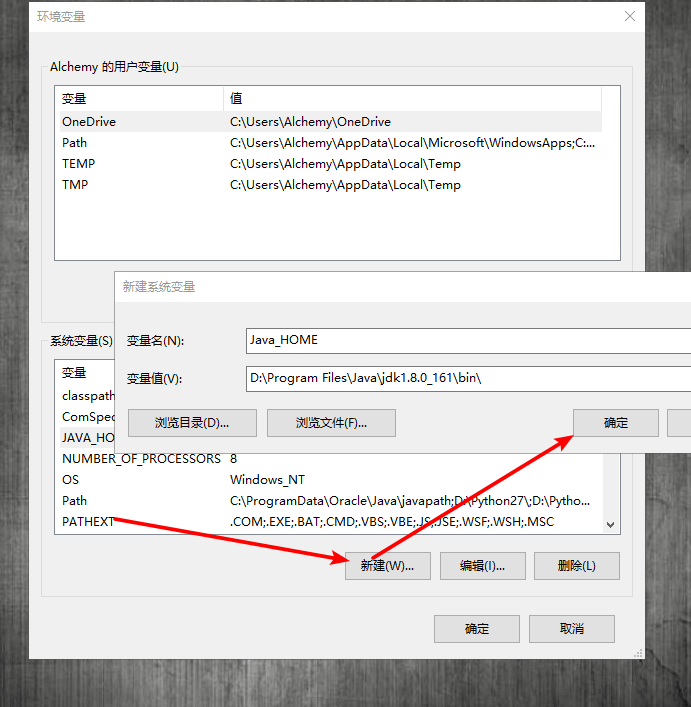 环境变量
Alchemy 的用户变量(U)
变量 值
OneDrive C:\Users\Alchemy\OneDrive
Path C:\Users\Alchemy\AppData\Local\Microsoft\WindowsApps;C:...
TEMP C:\Users\Alchemy\AppData\Local\Temp
TMP C:\Users\Alchemy\AppData\Local\Temp
新建系统变量
变量名(N): Java_HOME
变量值(V): D:\Program Files\Java\jdk1.8.0_161\bin\
浏览目录(D)... 浏览文件(F)... 确定
系统变量(S)
变量
classpath
ComSpec
JAVA_HO
NUMBER_OF_PROCESSORS 8
OS Windows_NT
Path C:\ProgramData\Oracle\Java\javapath;D:\Python27\;D:\Pytho...
PATHEXT .COM;.EXE;.BAT;.CMD;.VBS;.VBE;.JS;.JSE;.WSF;.WSH;.MSC
新建(W)... 编辑(I)... 删除(L)
确定 取消